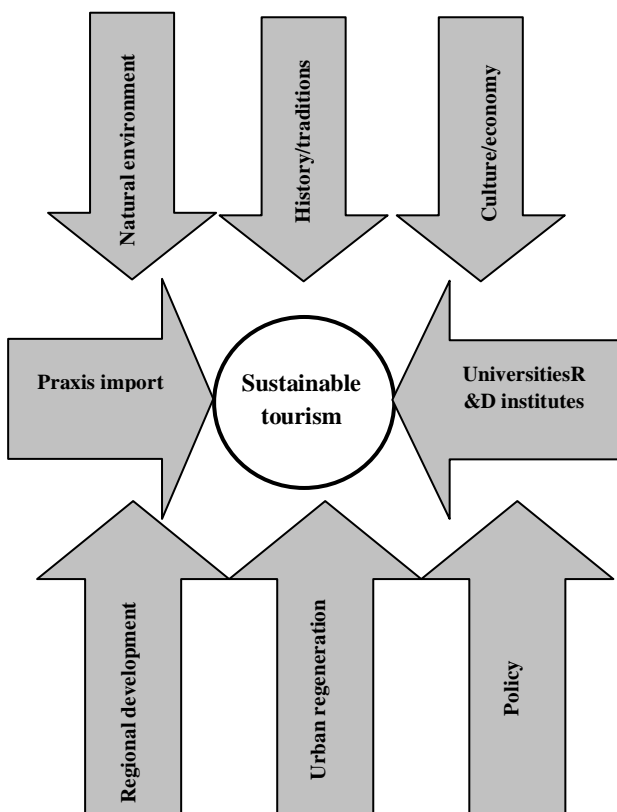 Natural environment
History/traditions
Culture/economy
Praxis import
Sustainable
tourism
UniversitiesR
&D institutes
Regional development
Urban regeneration
Policy